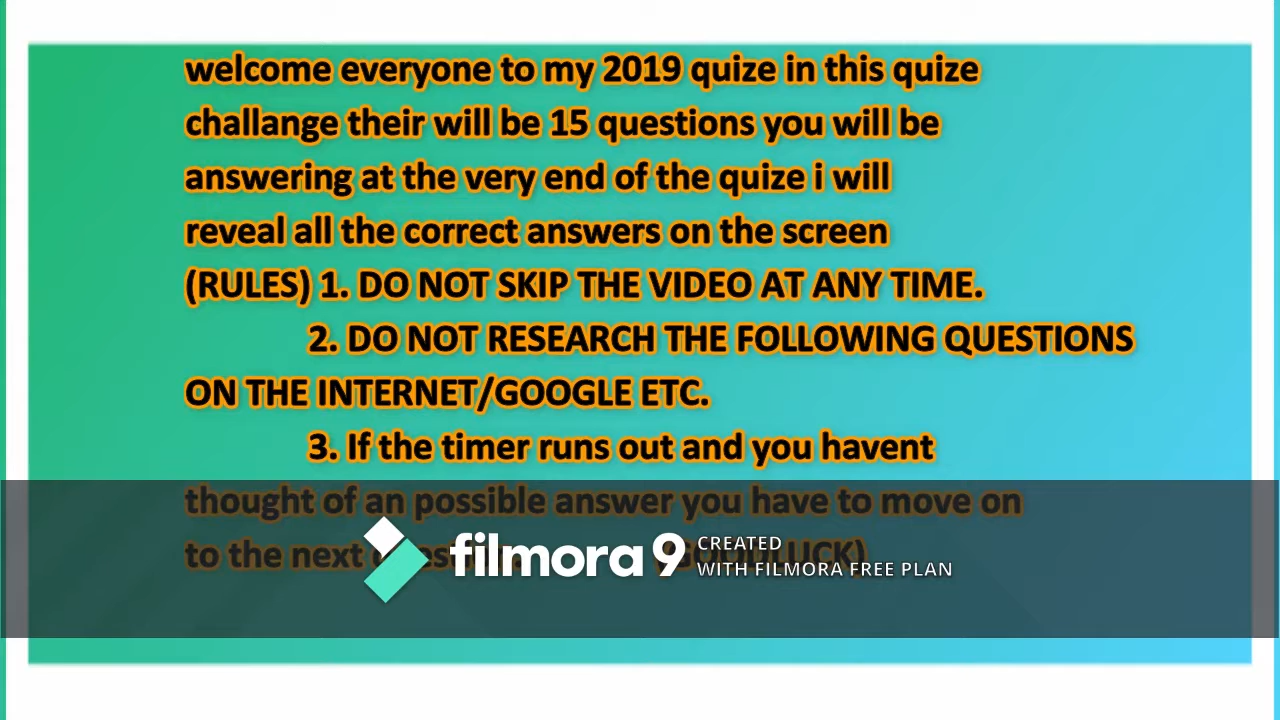 welcome everyone to my 2019 quize in this quize
challange their will be 15 questions you will be
answering at the very end of the quize i will
reveal all the correct answers on the screen
(RULES) 1. DO NOT SKIP THE VIDEO AT ANY TIME.
2. DO NOT RESEARCH THE FOLLOWING QUESTIONS
ON THE INTERNET/GOOGLE ETC.
3. If the timer runs out and you havent
thought of an possible answer you have to move on
to the next (GOODLUCK)
filmora 9 CREATED
WITH FILMORA FREE PLAN